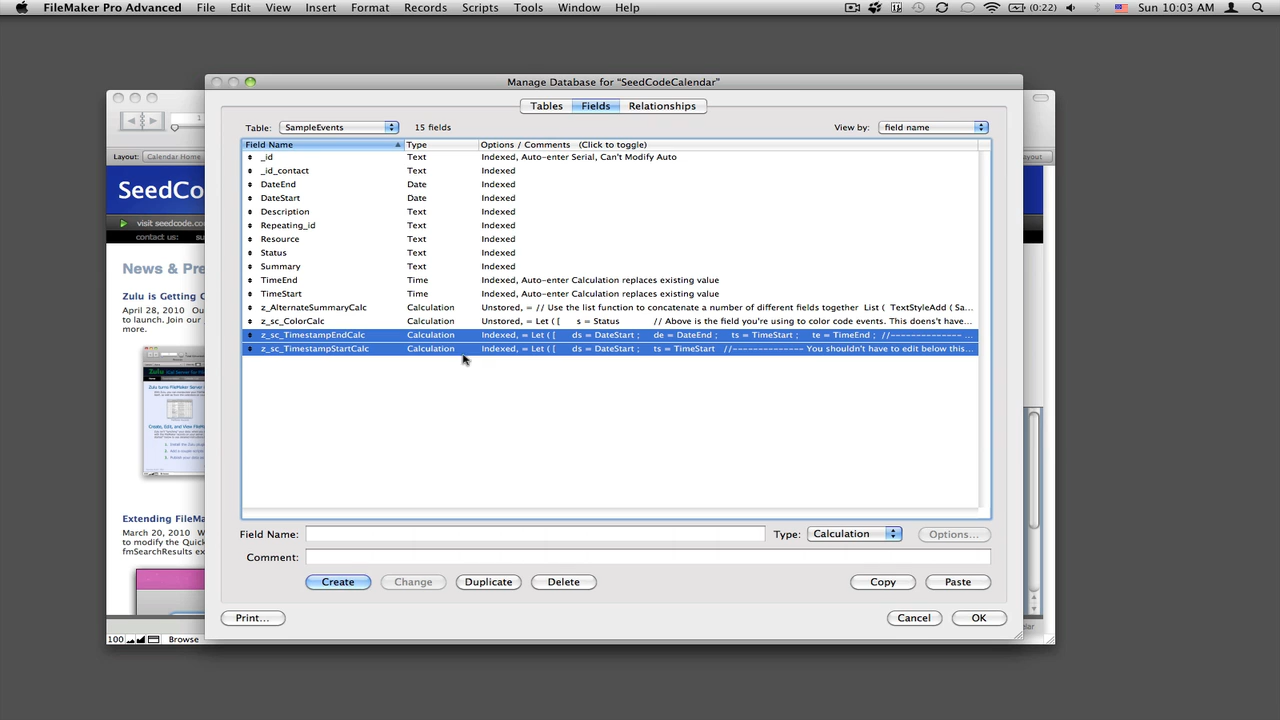 FileMaker Pro Advanced File Edit View Insert Format Records Scripts Tools Window Help (0:22) Sun 10:03 AM
Manage Database for “SeedCodeCalendar”
Tables Fields Relationships
Table: SampleEvents 15 fields View by: field name
Field Name Type Options / Comments (Click to toggle)
_id Text Indexed, Auto-enter Serial, Can't Modify Auto
_id_contact Text Indexed
DateEnd Date Indexed
DateStart Date Indexed
Description Text Indexed
Repeating_id Text Indexed
Resource Text Indexed
Status Text Indexed
Summary Text Indexed
TimeEnd Time Indexed, Auto-enter Calculation replaces existing value
TimeStart Time Indexed, Auto-enter Calculation replaces existing value
z_AlternateSummaryCalc Calculation Unstored, = // Use the list function to concatenate a number of different fields together List ( TextStyleAdd ( Sa...
z_sc_ColorCalc Calculation Unstored, = Let ( [ s = Status // Above is the field you're using to color code events. This doens't have...
z_sc_TimestampEndCalc Calculation Indexed, = Let ( [ ds = DateStart ; de = DateEnd ; ts = TimeStart ; te = TimeEnd ; //-------------- ...
z_sc_TimestampStartCalc Calculation Indexed, = Let ( [ ds = DateStart ; ts = TimeStart //-------------- You shouldn't have to edit below this...
Field Name: Type: Calculation Options...
Comment:
Create Change Duplicate Delete Copy Paste
Print... Cancel OK
1
Layout: Calendar Home
SeedCo
visit seedcode.co
contact us: su
News & Pre
Zulu is Getting C
April 28, 2010 Ou
to launch. Join our
more.
Extending FileMa
March 20, 2010 W
to modify the Quick
fmSearchResults ex
100 Browse